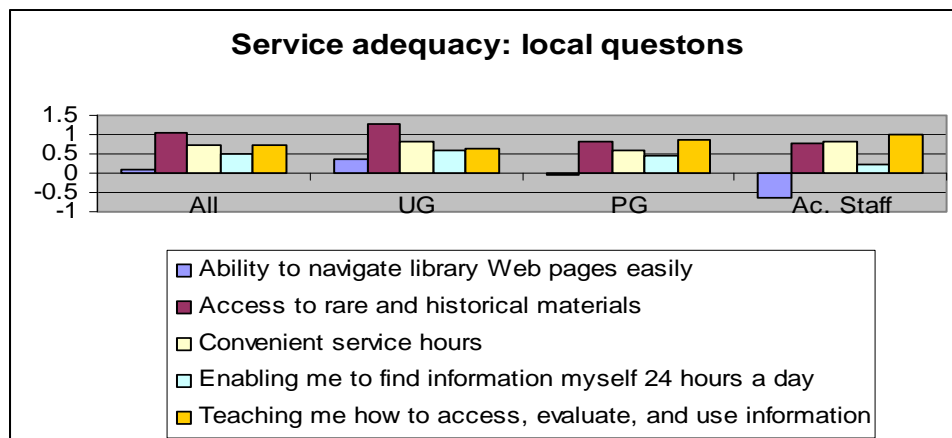 Service adequacy: local questons
1.5
1
0.5
0
-0.5
-1
All UG PG Ac. Staff
Ability to navigate library Web pages easily
Access to rare and historical materials
Convenient service hours
Enabling me to find information myself 24 hours a day
Teaching me how to access, evaluate, and use information